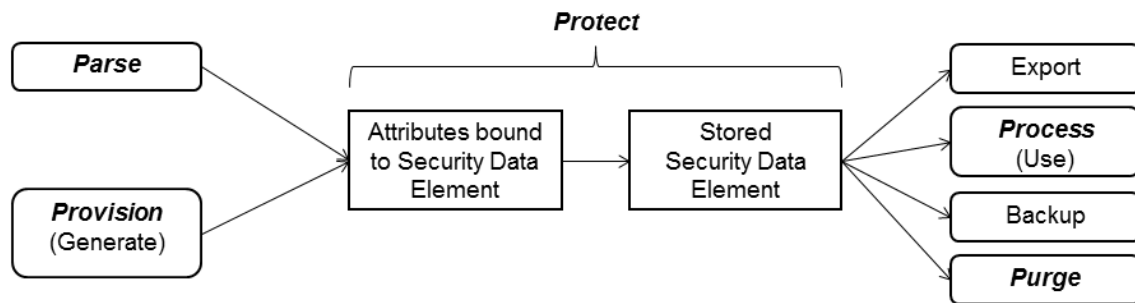 Protect
Parse
Provision
(Generate)
Attributes bound
to Security Data
Element
Stored
Security Data
Element
Export
Process
(Use)
Backup
Purge